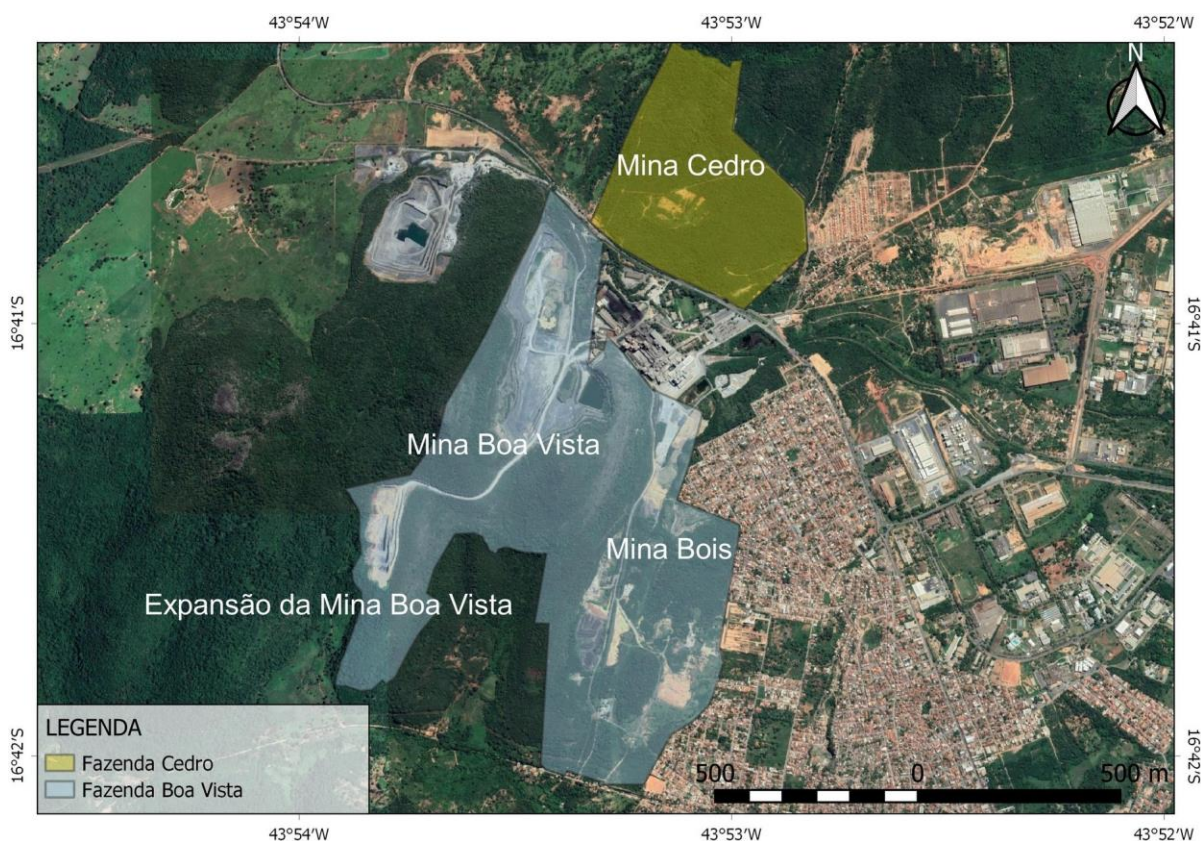 43°54'W
43°53'W
43°52'W
N
Mina Cedro
16°41'S
16°41'S
Mina Boa Vista
Mina Bois
Expansão da Mina Boa Vista
LEGENDA
Fazenda Cedro
Fazenda Boa Vista
16°42'S
16°42'S
500 0 500 m
43°54'W
43°53'W
43°52'W